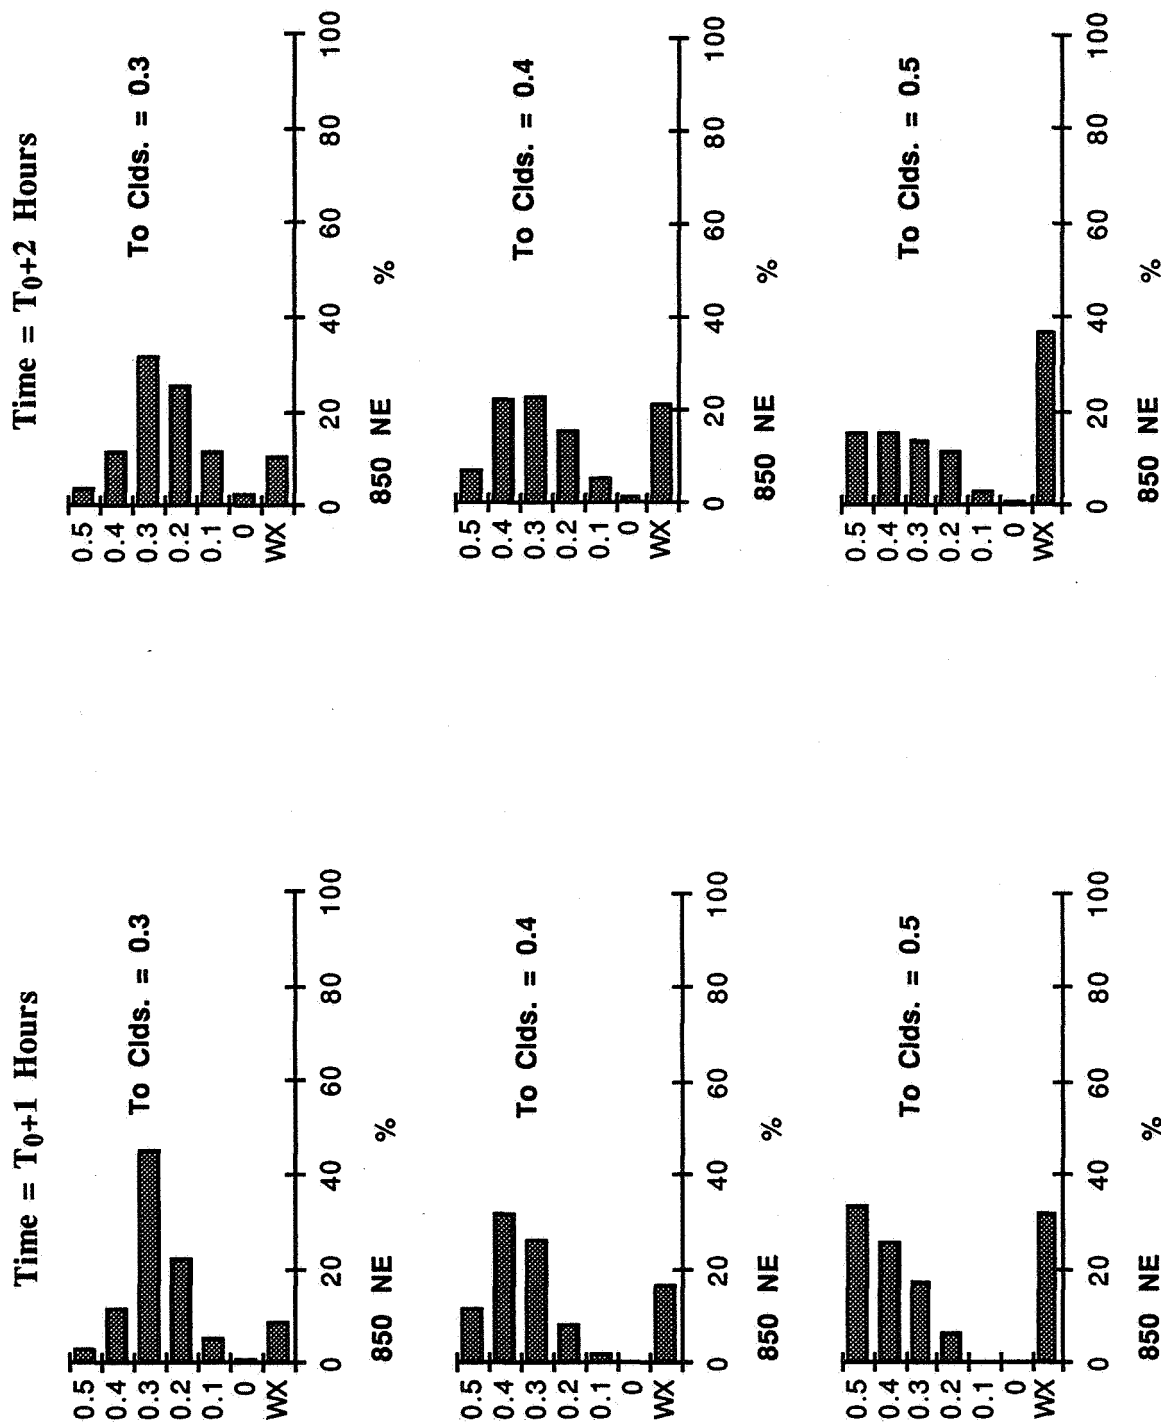 Time = T0+1 Hours
0.5
0.4
0.3
0.2
0.1
0
WX
To Clds. = 0.3
0 20 40 60 80 100
850 NE %
0.5
0.4
0.3
0.2
0.1
0
WX
To Clds. = 0.4
0 20 40 60 80 100
850 NE %
0.5
0.4
0.3
0.2
0.1
0
WX
To Clds. = 0.5
0 20 40 60 80 100
850 NE %
Time = T0+2 Hours
0.5
0.4
0.3
0.2
0.1
0
WX
To Clds. = 0.3
0 20 40 60 80 100
850 NE %
0.5
0.4
0.3
0.2
0.1
0
WX
To Clds. = 0.4
0 20 40 60 80 100
850 NE %
0.5
0.4
0.3
0.2
0.1
0
WX
To Clds. = 0.5
0 20 40 60 80 100
850 NE %